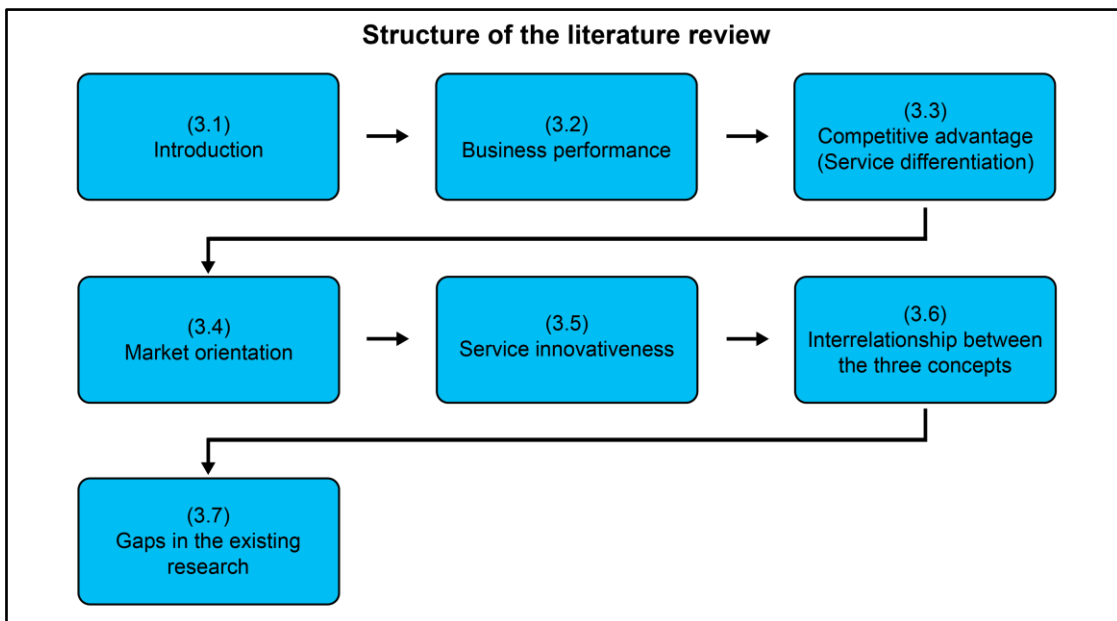 Structure of the literature review
(3.1)
Introduction
(3.2)
Business performance
(3.3)
Competitive advantage
(Service differentiation)
(3.4)
Market orientation
(3.5)
Service innovativeness
(3.6)
Interrelationship between
the three concepts
(3.7)
Gaps in the existing
research